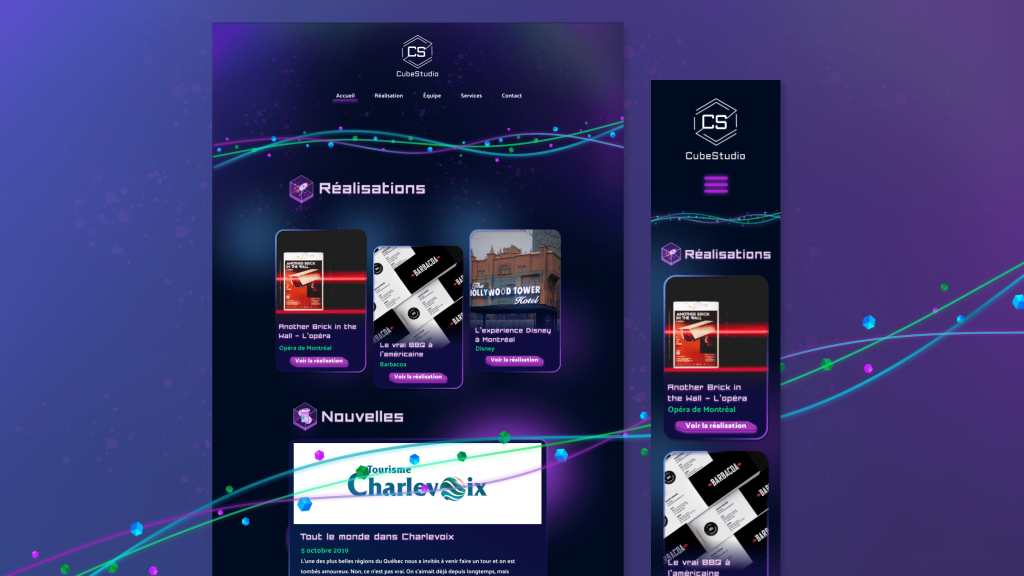 CS
CubeStudio
Accueil Réalisation Équipe Services Contact
Réalisations
ANOTHER BRICK
IN THE WALL
Another Brick in the
Wall - L'opéra
Opéra de Montréal
Voir la réalisation
BARBACOA
BARBACOA
Le vrai BBQ à
l'américaine
Barbacoa
Voir la réalisation
The
HOLLYWOOD TOWER
Hotel
L'expérience Disney
à Montréal
Disney
Voir la réalisation
Nouvelles
Tourisme
Charlevoix
Tout le monde dans Charlevoix
5 octobre 2019
L'une des plus belles régions du Québec nous a invités à venir faire un tour et on est
tombés amoureux. Non, ce n'est pas vrai. On s'aimait déjà depuis longtemps, mais
CS
CubeStudio
Réalisations
ANOTHER BRICK
IN THE WALL
Another Brick in
the Wall - L'opéra
Opéra de Montréal
Voir la réalisation
BARBACOA
BARBACOA
Le vrai BBQ à
l'américaine